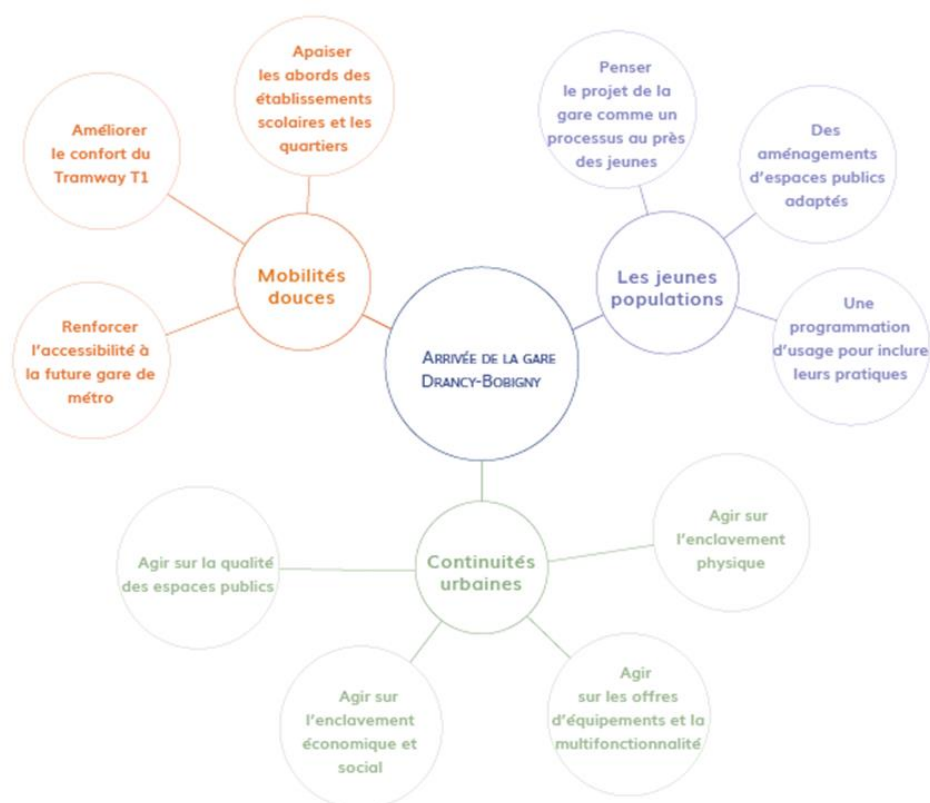 Apaiser
les abords des
établissements
scolaires et les
quartiers
Améliorer
le confort du
Tramway T1
Renforcer
l'accessibilité à
la future gare de
métro
Mobilités
douces
Penser
le projet de la
gare comme un
processus au près
des jeunes
Des
aménagements
d'espaces publics
adaptés
Une
programmation
d'usage pour inclure
leurs pratiques
Les jeunes
populations
ARRIVÉE DE LA GARE
DRANCY-BOBIGNY
Continuités
urbaines
Agir sur la qualité
des espaces publics
Agir sur
l'enclavement
physique
Agir sur
l'enclavement
économique et
social
Agir
sur les offres
d'équipements et la
multifonctionnalité